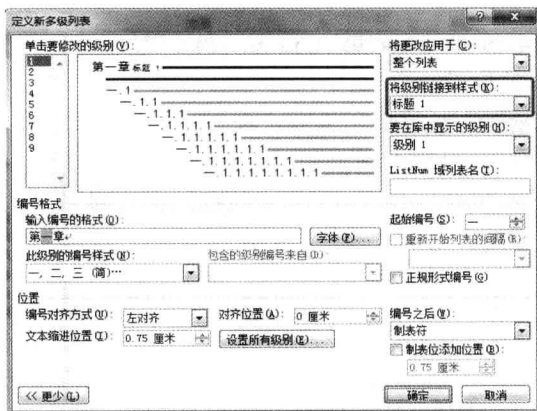 定义新多级列表
单击要修改的级别(V):
将更改应用于(C):
1
2
3
4
5
6
7
8
9
第一章 标题 1
一.1
一.1.1
一.1.1.1
一.1.1.1.1
一.1.1.1.1.1
一.1.1.1.1.1.1
一.1.1.1.1.1.1.1
一.1.1.1.1.1.1.1.1
整个列表
将级别链接到样式(K):
标题 1
要在库中显示的级别(H):
级别 1
ListNum 域列表名(T):
编号格式
输入编号的格式(O):
第一章
字体(F)...
起始编号(S): 一
重新开始列表的间隔(R):
此级别的编号样式(N):
包含的级别编号来自(D):
一, 二, 三 (简)...
正规形式编号(G)
位置
编号对齐方式(U): 左对齐
对齐位置(A): 0 厘米
编号之后(W):
制表符
文本缩进位置(I): 0.75 厘米
设置所有级别(E)...
制表位添加位置(B):
0.75 厘米
<< 更少(L)
确定
取消